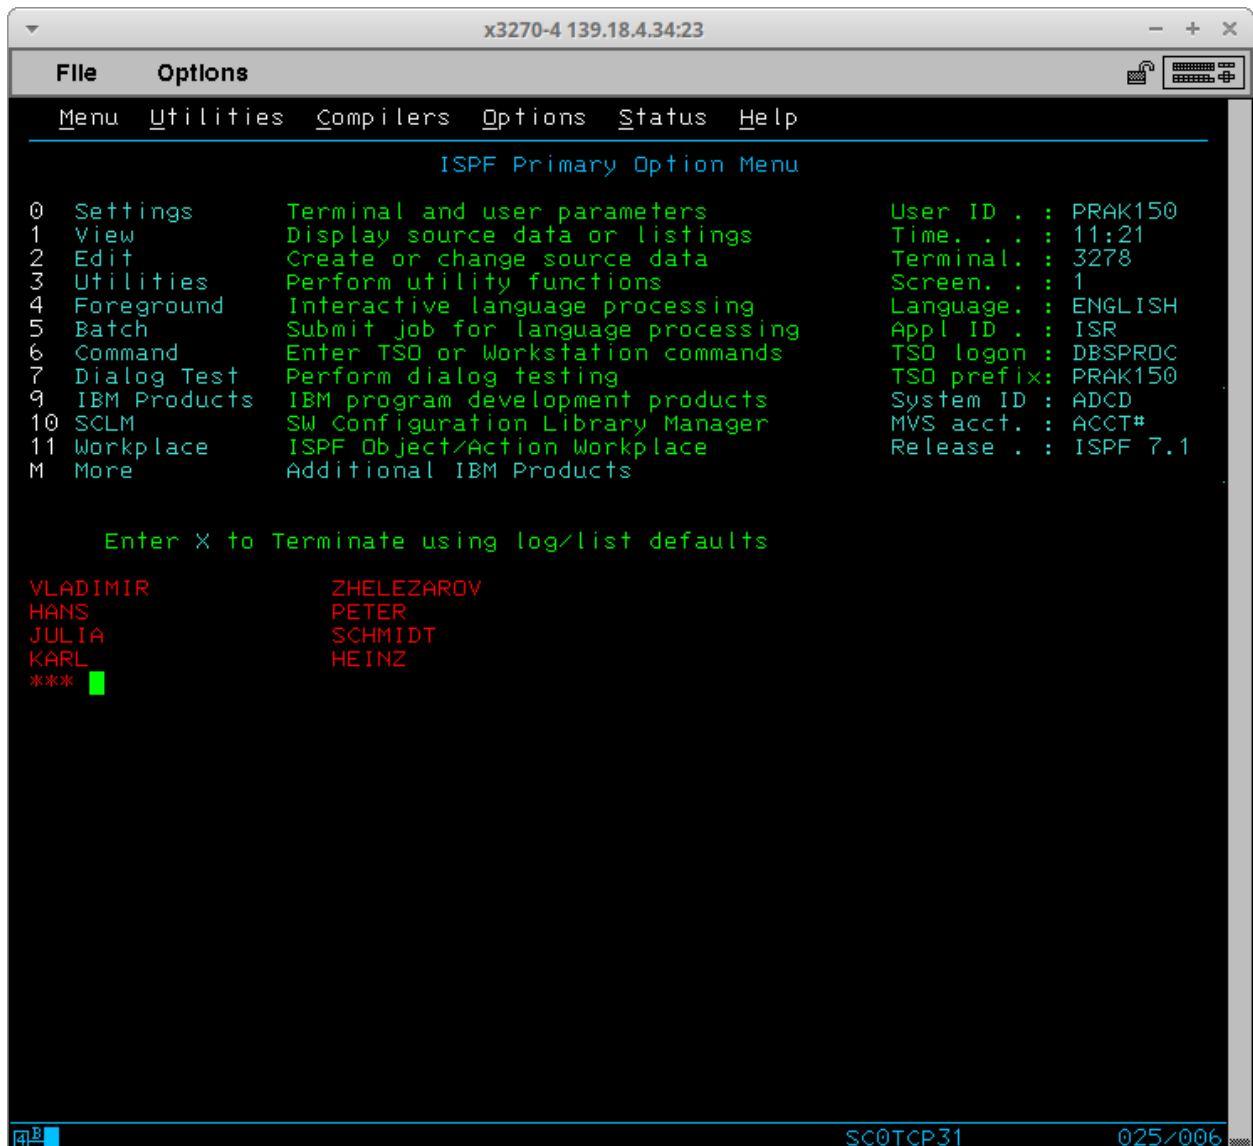 x3270-4 139.18.4.34:23
File Options
Menu Utilities Compilers Options Status Help
ISPF Primary Option Menu
0 Settings Terminal and user parameters User ID . : PRAK150
1 View Display source data or listings Time. . . : 11:21
2 Edit Create or change source data Terminal. : 3278
3 Utilities Perform utility functions Screen. . : 1
4 Foreground Interactive language processing Language. : ENGLISH
5 Batch Submit job for language processing Appl ID . : ISR
6 Command Enter TSO or Workstation commands TSO logon : DBSPROC
7 Dialog Test Perform dialog testing TSO prefix: PRAK150
9 IBM Products IBM program development products System ID : ADCD
10 SCLM SW Configuration Library Manager MVS acct. : ACCT#
11 Workplace ISPF Object/Action Workplace Release . : ISPF 7.1
M More Additional IBM Products
Enter X to Terminate using log/list defaults
VLADIMIR ZHELEZAROV
HANS PETER
JULIA SCHMIDT
KARL HEINZ
***
4B SC0TCP31 025/006